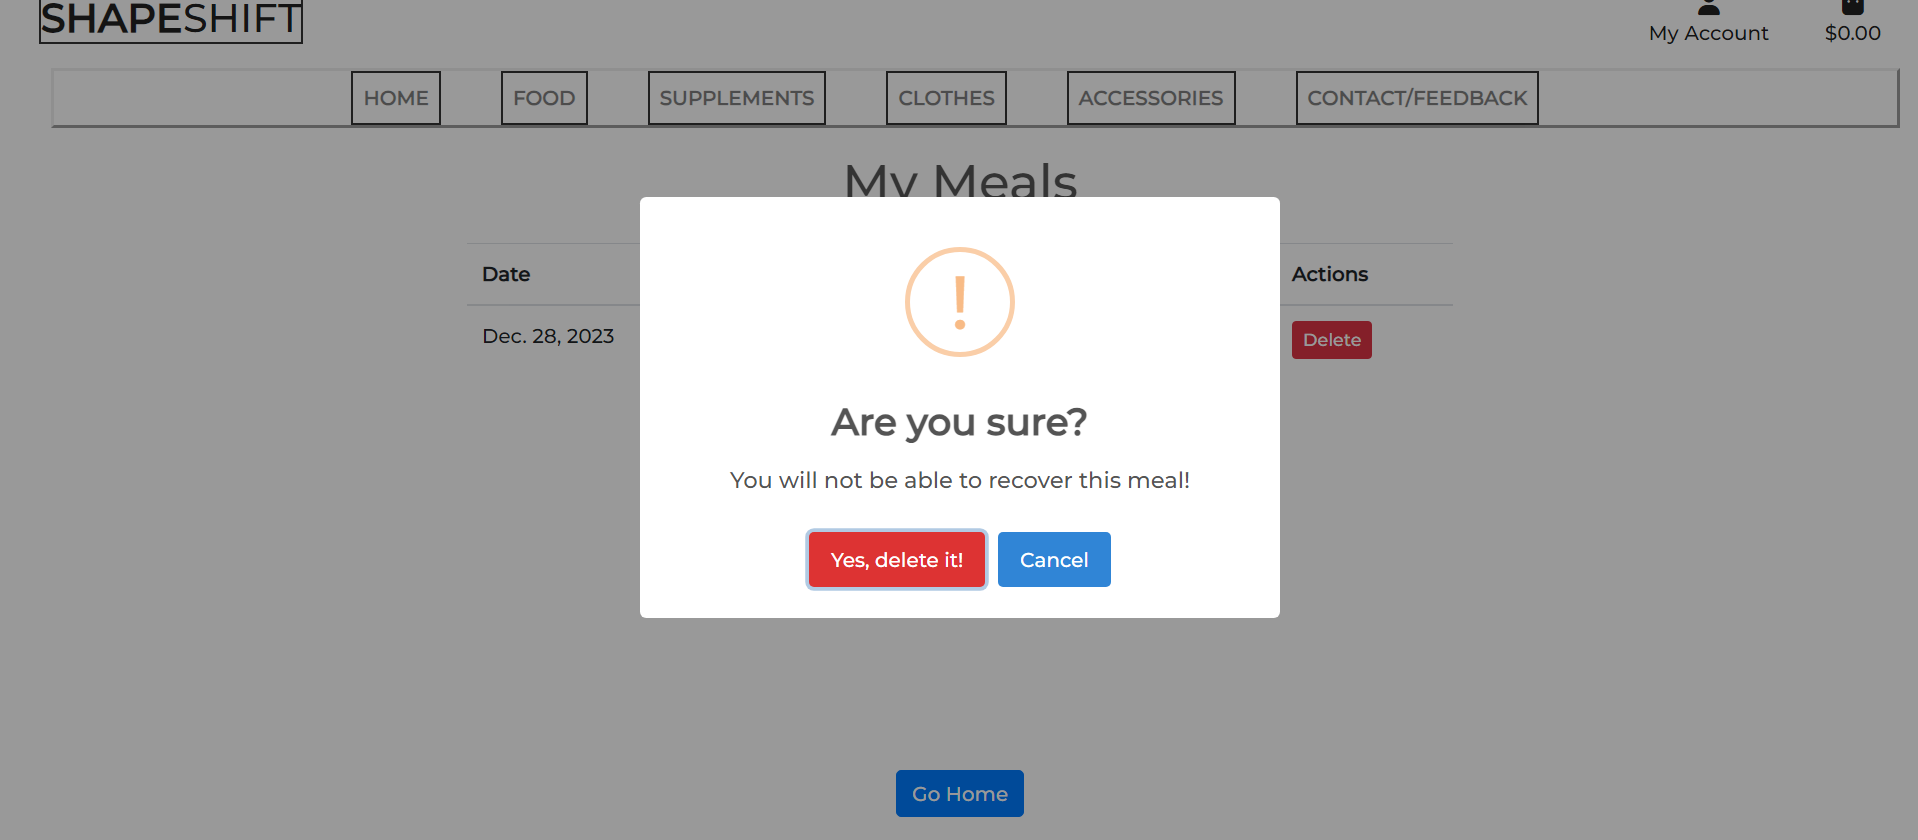 SHAPESHIFT
My Account
$0.00
HOME
FOOD
SUPPLEMENTS
CLOTHES
ACCESSORIES
CONTACT/FEEDBACK
My Meals
Date
Actions
Dec. 28, 2023
Delete
!
Are you sure?
You will not be able to recover this meal!
Yes, delete it!
Cancel
Go Home